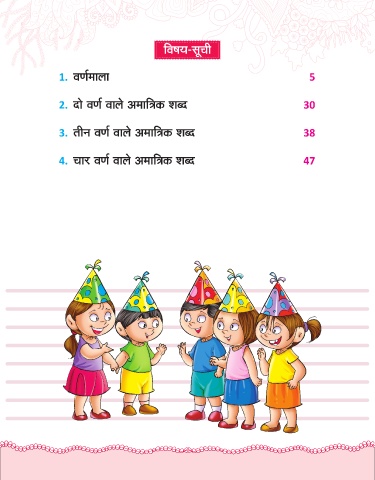 विषय-सूची
1. वर्णमाला 5
2. दो वर्ण वाले अमात्रिक शब्द 30
3. तीन वर्ण वाले अमात्रिक शब्द 38
4. चार वर्ण वाले अमात्रिक शब्द 47